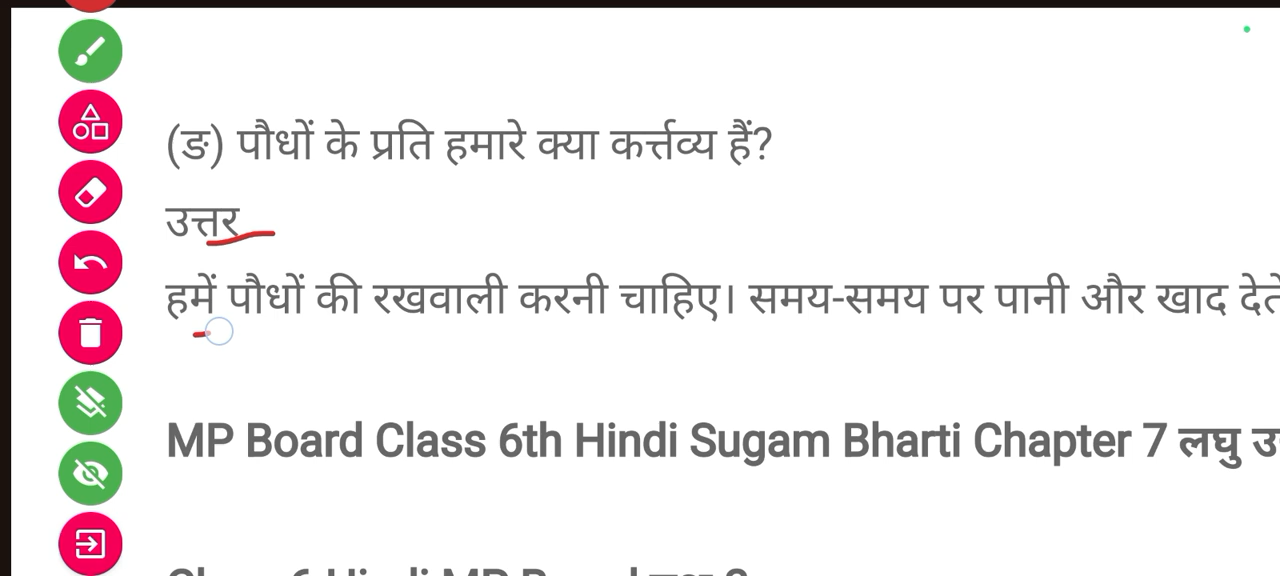 (ङ) पौधों के प्रति हमारे क्या कर्त्तव्य हैं?
उत्तर
हमें पौधों की रखवाली करनी चाहिए। समय-समय पर पानी और खाद देते
MP Board Class 6th Hindi Sugam Bharti Chapter 7 लघु